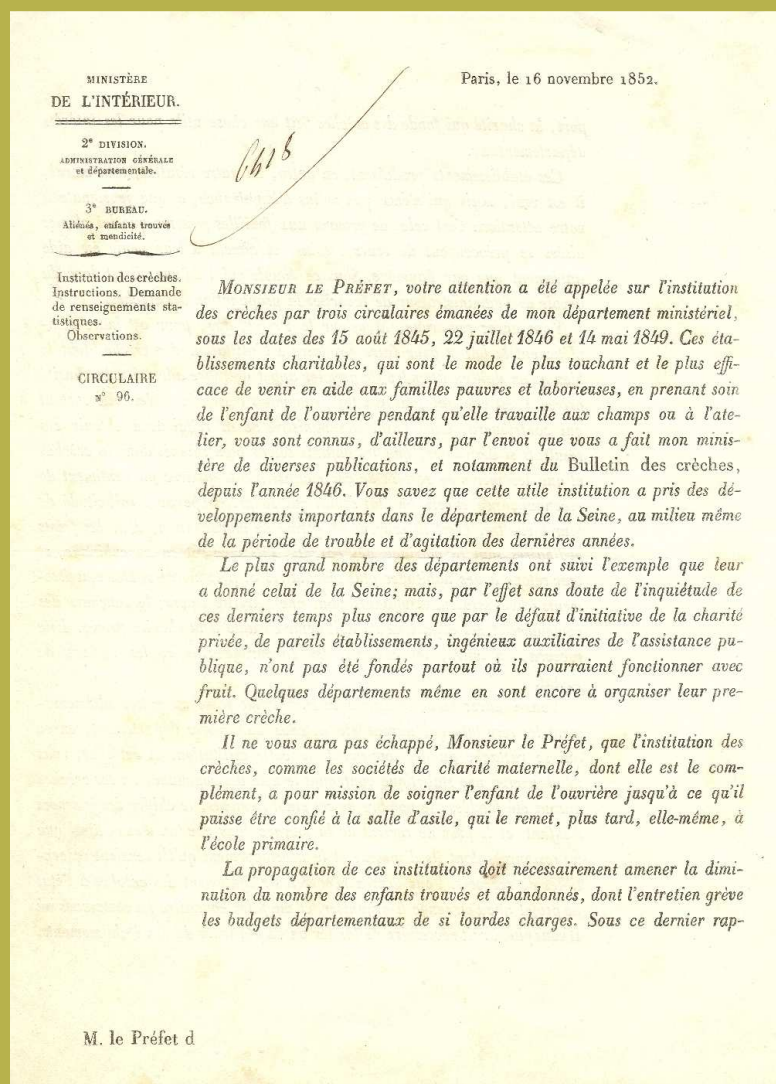 MINISTÈRE
DE L'INTÉRIEUR.
2e DIVISION.
ADMINISTRATION GÉNÉRALE
et départementale.
3e BUREAU.
Aliénés, enfants trouvés
et mendicité.
Institution des crèches.
Instructions. Demande
de renseignements sta-
tistiques.
Observations.
CIRCULAIRE
N° 96.
Paris, le 16 novembre 1852.
MONSIEUR LE PRÉFET, votre attention a été appelée sur l'institution
des crèches par trois circulaires émanées de mon département ministériel,
sous les dates des 15 août 1845, 22 juillet 1846 et 14 mai 1849. Ces éta-
blissements charitables, qui sont le mode le plus touchant et le plus effi-
cace de venir en aide aux familles pauvres et laborieuses, en prenant soin
de l'enfant de l'ouvrière pendant qu'elle travaille aux champs ou à l'ate-
lier, vous sont connus, d'ailleurs, par l'envoi que vous a fait mon minis-
tère de diverses publications, et notamment du Bulletin des crèches,
depuis l'année 1846. Vous savez que cette utile institution a pris des dé-
veloppements importants dans le département de la Seine, au milieu même
de la période de trouble et d'agitation des dernières années.
Le plus grand nombre des départements ont suivi l'exemple que leur
a donné celui de la Seine; mais, par l'effet sans doute de l'inquiétude de
ces derniers temps plus encore que par le défaut d'initiative de la charité
privée, de pareils établissements, ingénieux auxiliaires de l'assistance pu-
blique, n'ont pas été fondés partout où ils pourraient fonctionner avec
fruit. Quelques départements même en sont encore à organiser leur pre-
mière crèche.
Il ne vous aura pas échappé, Monsieur le Préfet, que l'institution des
crèches, comme les sociétés de charité maternelle, dont elle est le com-
plément, a pour mission de soigner l'enfant de l'ouvrière jusqu'à ce qu'il
puisse être confié à la salle d'asile, qui le remet, plus tard, elle-même, à
l'école primaire.
La propagation de ces institutions doit nécessairement amener la dimi-
nution du nombre des enfants trouvés et abandonnés, dont l'entretien grève
les budgets départementaux de si lourdes charges. Sous ce dernier rap-
M. le Préfet d